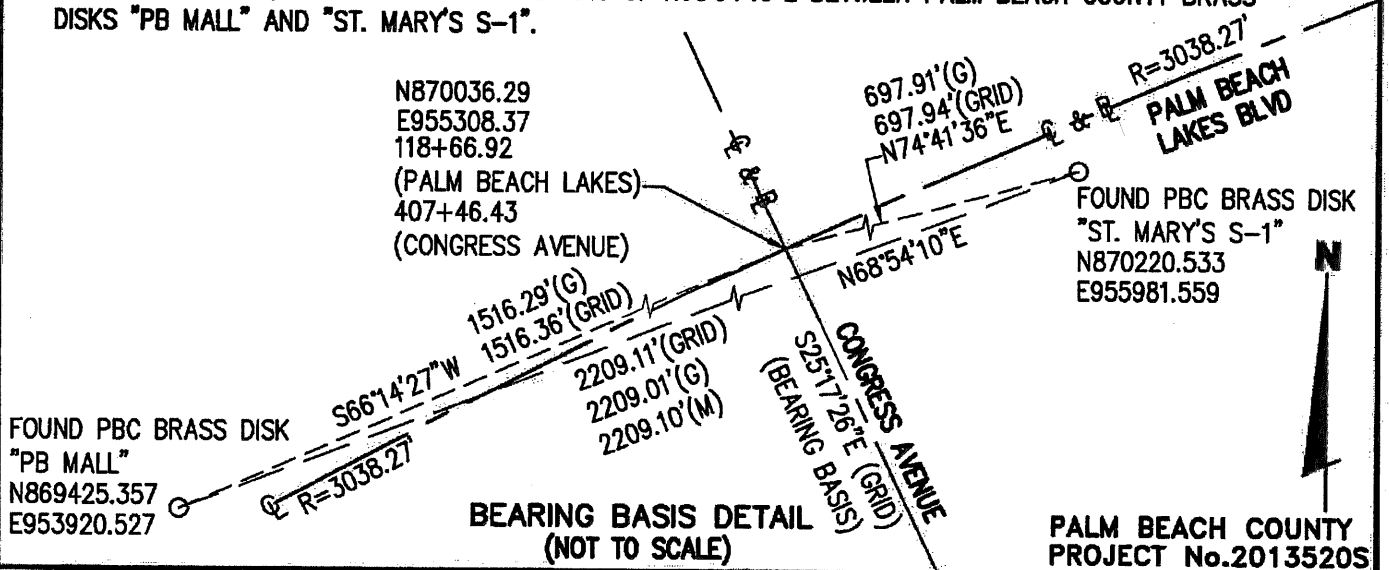 BETWEEN PALM BEACH COUNTY BRASS
DISKS "PB MALL" AND "ST. MARY'S S-1".
N870036.29
E955308.37
118+66.92
(PALM BEACH LAKES)
407+46.43
(CONGRESS AVENUE)
℄ & ℞
697.91'(G)
697.94'(GRID)
N74°41'36"E
℄ & ℞
R=3038.27'
PALM BEACH
LAKES BLVD
FOUND PBC BRASS DISK
"ST. MARY'S S-1"
N870220.533
E955981.559
N
N68°54'10"E
1516.29'(G)
1516.36'(GRID)
S66°14'27"W
2209.11'(GRID)
2209.01'(G)
2209.10'(M)
CONGRESS AVENUE
S25°17'26"E (GRID)
(BEARING BASIS)
FOUND PBC BRASS DISK
"PB MALL"
N869425.357
E953920.527
℄ R=3038.27'
BEARING BASIS DETAIL
(NOT TO SCALE)
PALM BEACH COUNTY
PROJECT No.2013520S